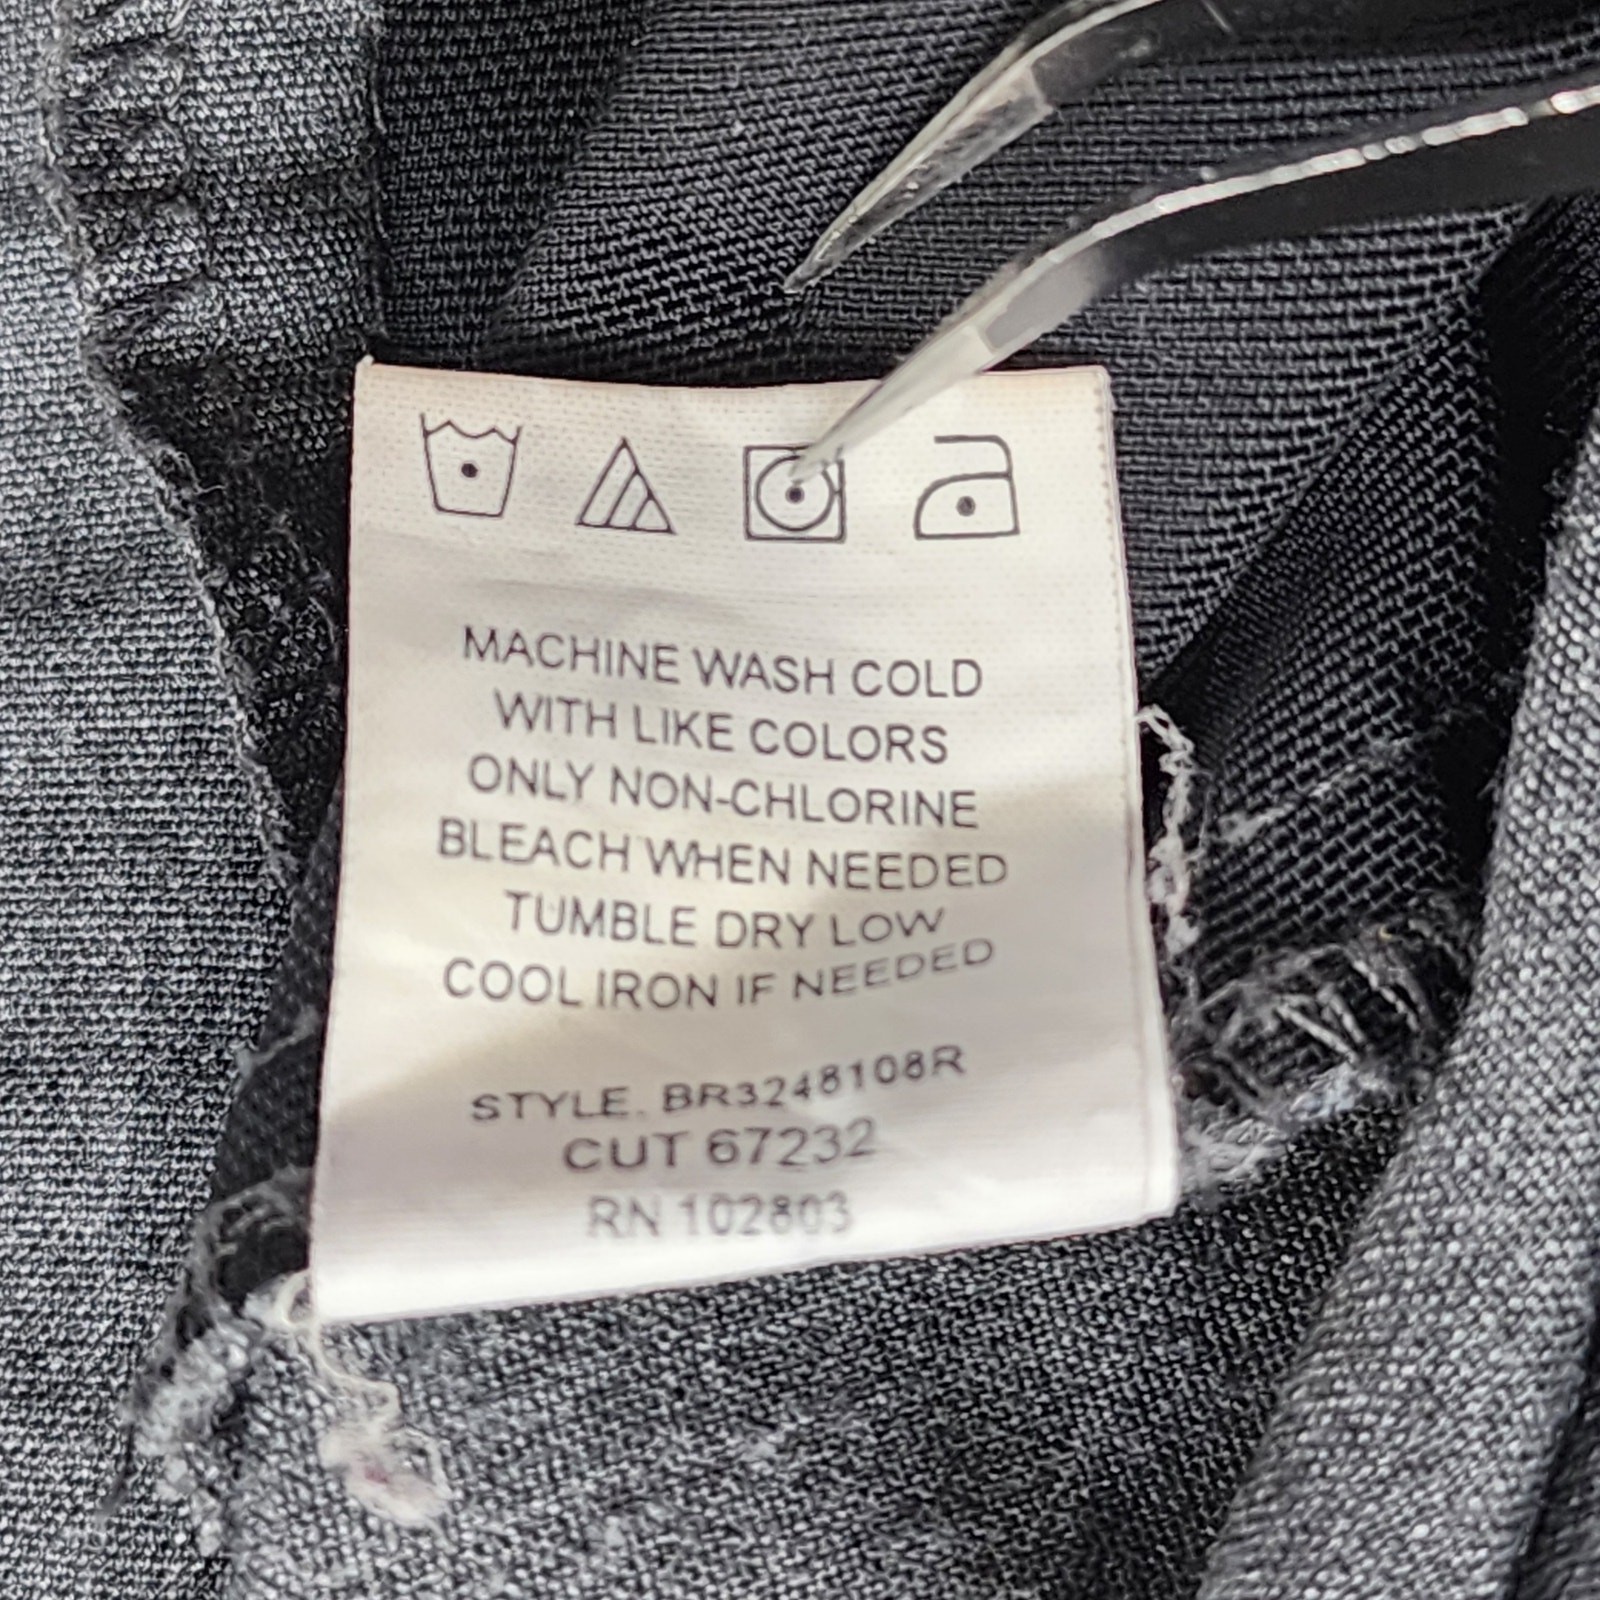 MACHINE WASH COLD
WITH LIKE COLORS
ONLY NON-CHLORINE
BLEACH WHEN NEEDED
TUMBLE DRY LOW
COOL IRON IF NEEDED
STYLE. BR3248108R
CUT 67232
RN 102803